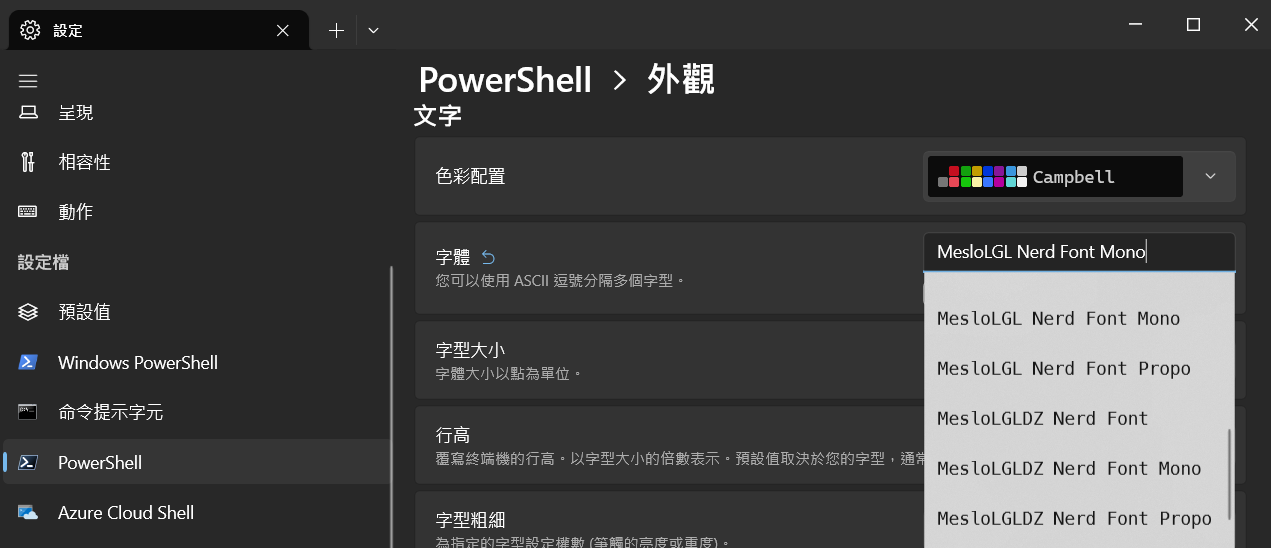 設定
PowerShell > 外觀
呈現
相容性
動作
設定檔
預設值
Windows PowerShell
命令提示字元
PowerShell
Azure Cloud Shell
文字
色彩配置
Campbell
字體
您可以使用 ASCII 逗號分隔多個字型。
MesloLGL Nerd Font Mono
MesloLGL Nerd Font Mono
MesloLGL Nerd Font Propo
MesloLGLDZ Nerd Font
MesloLGLDZ Nerd Font Mono
MesloLGLDZ Nerd Font Propo
字型大小
字體大小以點為單位。
行高
覆寫終端機的行高。以字型大小的倍數表示。預設值取決於您的字型，通常
字型粗細
為指定的字型設定權數 (筆觸的亮度或重度)。